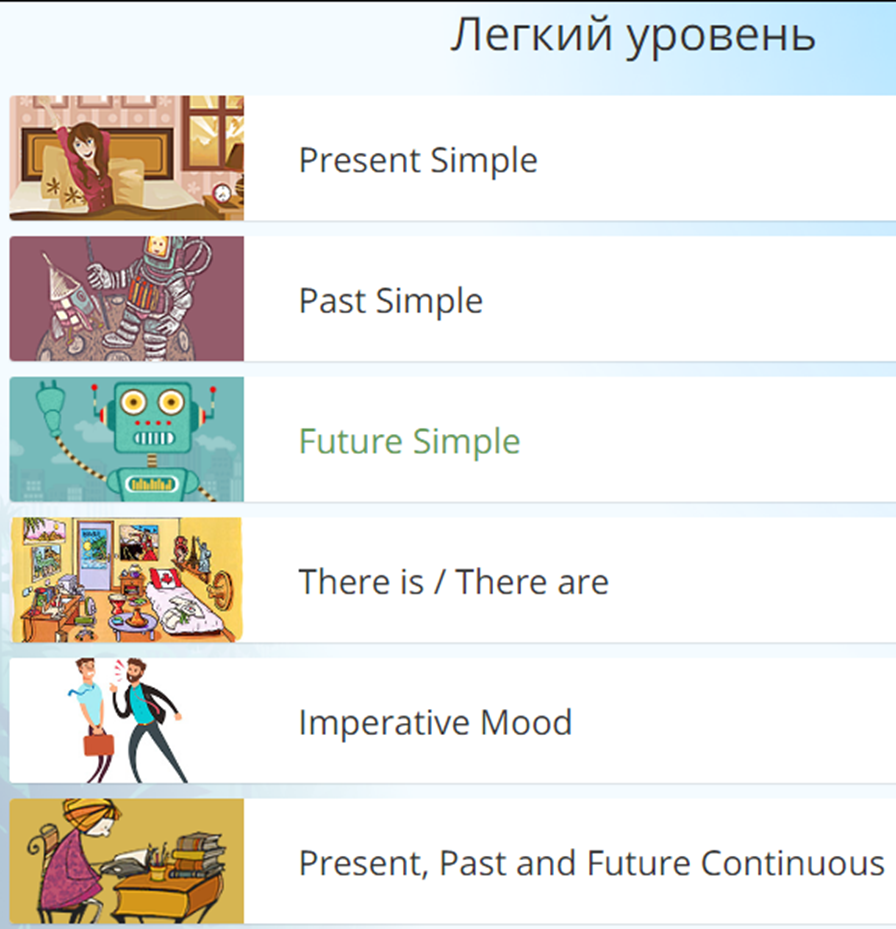 Легкий уровень
Present Simple
Past Simple
Future Simple
There is / There are
Imperative Mood
Present, Past and Future Continuous